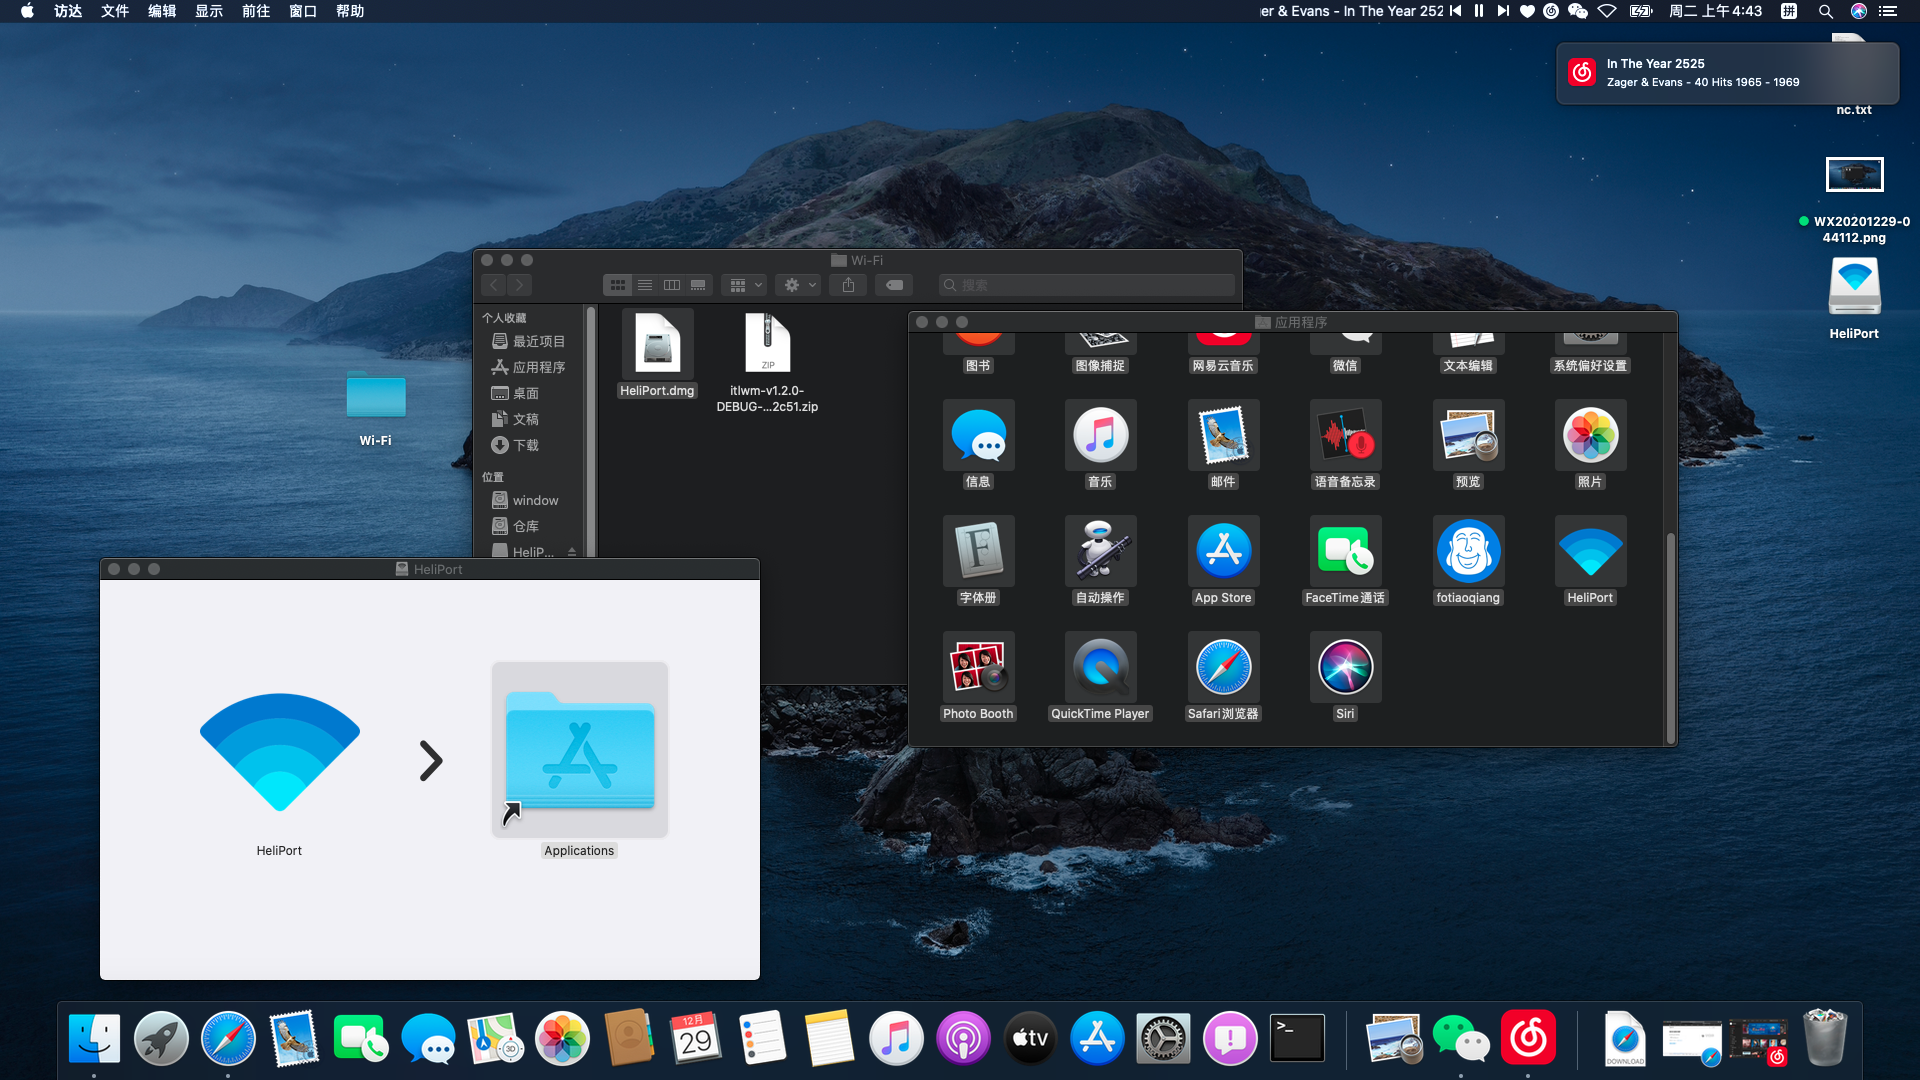 访达 文件 编辑 显示 前往 窗口 帮助
er & Evans - In The Year 252
周二 上午4:43
拼
In The Year 2525
Zager & Evans - 40 Hits 1965 - 1969
nc.txt
WX20201229-0
44112.png
HeliPort
Wi-Fi
Wi-Fi
搜索
个人收藏
最近项目
应用程序
桌面
文稿
下载
位置
window
仓库
HeliP...
HeliPort.dmg
ZIP
itlwm-v1.2.0-
DEBUG-...2c51.zip
应用程序
图书
图像捕捉
网易云音乐
微信
文本编辑
系统偏好设置
信息
音乐
邮件
语音备忘录
预览
照片
F
字体册
自动操作
App Store
FaceTime通话
fotiaoqiang
HeliPort
Photo Booth
QuickTime Player
Safari浏览器
Siri
HeliPort
HeliPort
Applications
3D
12月
29
tv
>_
DOWNLOAD